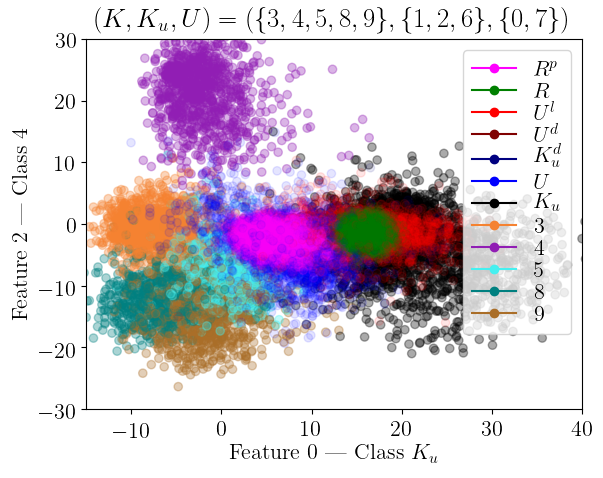 (K, K_u, U) = ({3, 4, 5, 8, 9}, {1, 2, 6}, {0, 7})
30
20
10
0
−10
−20
−30
Feature 2 — Class 4
R^p
R
U^l
U^d
K_u^d
U
K_u
3
4
5
8
9
−10
0
10
20
30
40
Feature 0 — Class K_u